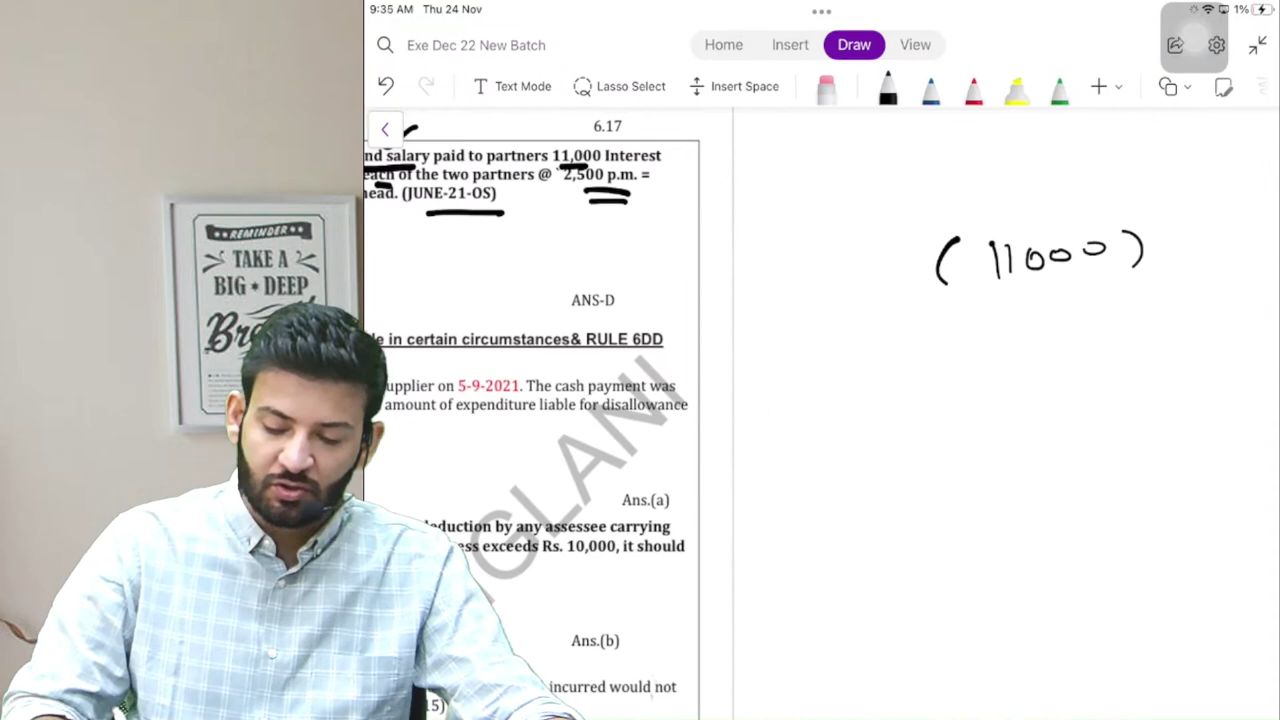 9:35 AM Thu 24 Nov
1%
Exe Dec 22 New Batch
Home Insert Draw View
Text Mode Lasso Select Insert Space
6.17
nd salary paid to partners 11,000 Interest
each of the two partners @ ` 2,500 p.m. =
head. (JUNE-21-OS)
(11000)
ANS-D
in certain circumstances& RULE 6DD
upplier on 5-9-2021. The cash payment was
amount of expenditure liable for disallowance
Ans.(a)
eduction by any assessee carrying
ess exceeds Rs. 10,000, it should
Ans.(b)
incurred would not
15)
GLANI
REMINDER
TAKE A
BIG DEEP